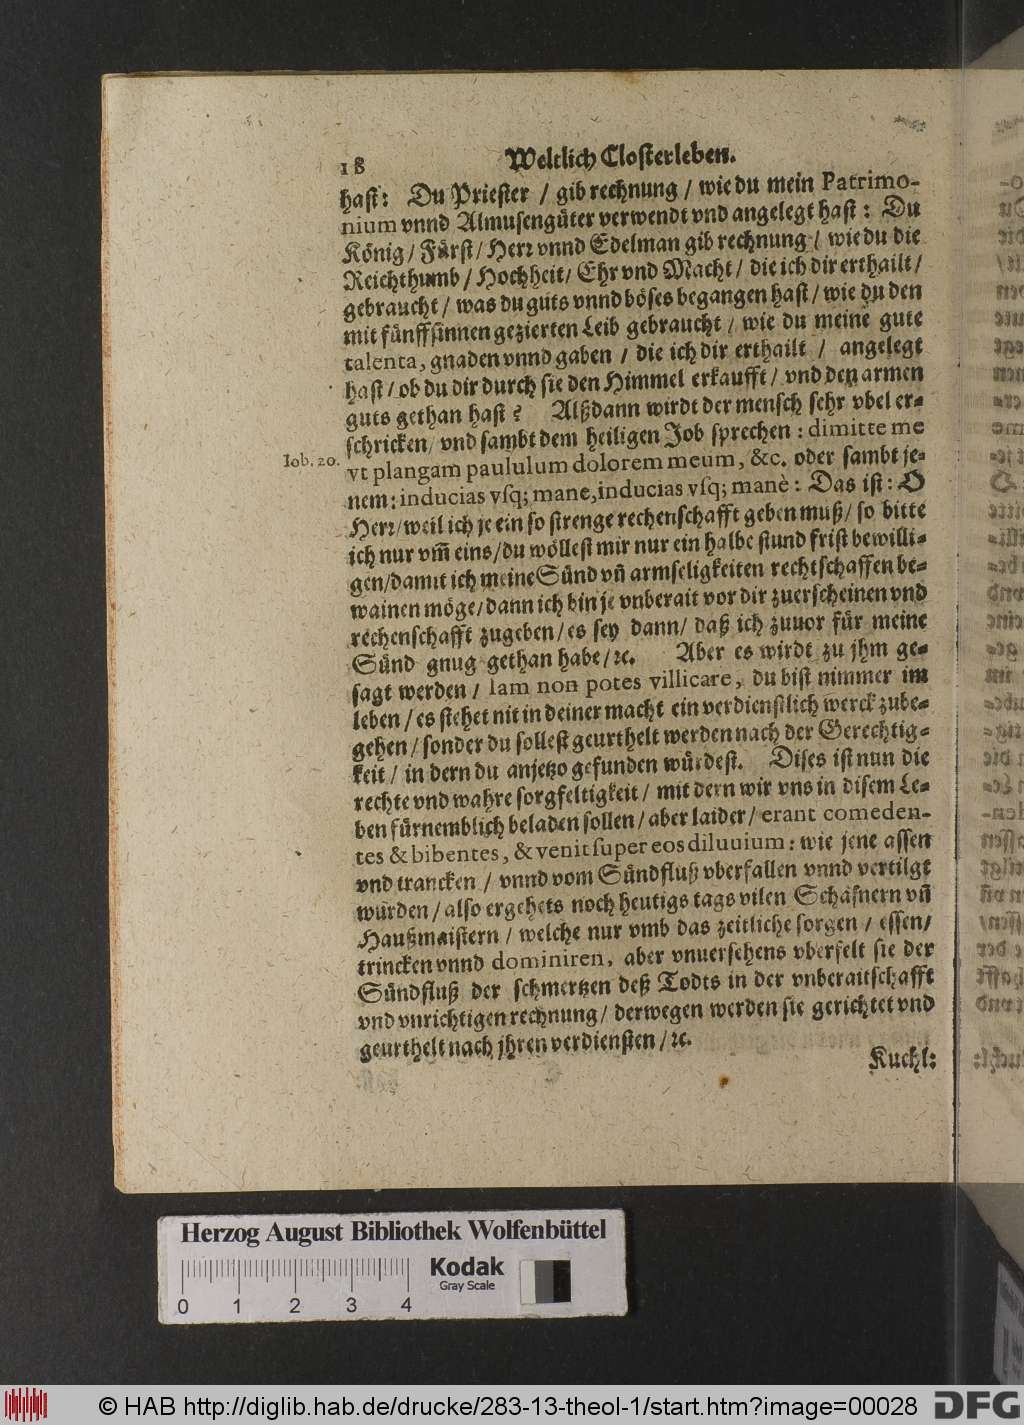 18 Weltlich Closterleben.
hast: Du Priester / gib rechnung / wie du mein Patrimo-
nium vnnd Almusengüter verwendt vnd angelegt hast: Du
König / Fürst / Herr vnnd Edelman gib rechnung / wie du die
Reichthumb / Hochheit / Ehr vnd Macht / die ich dir erthailt /
gebraucht / was du guts vnnd böses begangen hast / wie du den
mit fünff sinnen gezierten Leib gebraucht / wie du meine gute
talenta, gnaden vnnd gaben / die ich dir erthailt / angelegt
hast / ob du dir durch sie den Himmel erkaufft / vnd den armen
guts gethan hast? Alßdann wirdt der mensch sehr vbel er-
schricken / vnd sambt dem heiligen Job sprechen: dimitte me
Iob. 20. vt plangam paululum dolorem meum, &c. oder sambt je-
nem: inducias vsq; mane, inducias vsq; manè: Das ist: O
Herr / weil ich je ein so strenge rechenschafft geben muß / so bitte
ich nur vm̃ eins / du wöllest mir nur ein halbe stund frist bewilli-
gen / damit ich meine Sünd vñ armseligkeiten rechtschaffen be-
wainen möge / dann ich bin je vnberait vor dir zuerscheinen vnd
rechenschafft zugeben / es sey dann / daß ich zuuor für meine
Sünd gnug gethan habe / ꝛc. Aber es wirdt zu jhm ge-
sagt werden / Iam non potes villicare, du bist nimmer im
leben / es stehet nit in deiner macht ein verdienstlich werck zube-
gehen / sonder du sollest geurthelt werden nach der Gerechtig-
keit / in dern du anjetzo gefunden würdest. Dises ist nun die
rechte vnd wahre sorgfeltigkeit / mit dern wir vns in disem Le-
ben fürnemblich beladen sollen / aber laider / erant comeden-
tes & bibentes, & venit super eos diluuium: wie jene assen
vnd trancken / vnnd vom Sündfluß vberfallen vnnd vertilgt
würden / also ergehets noch heutigs tags vilen Schäfnern vñ
Haußmaistern / welche nur vmb das zeitliche sorgen / essen /
trincken vnnd dominiren, aber vnuersehens vberfelt sie der
Sündfluß der schmertzen deß Todts in der vnberaitschafft
vnd vnrichtigen rechnung / derwegen werden sie gerichtet vnd
geurthelt nach jhren verdiensten / ꝛc.
Kuchl:
Herzog August Bibliothek Wolfenbüttel
Kodak
Gray Scale
0 1 2 3 4
© HAB http://diglib.hab.de/drucke/283-13-theol-1/start.htm?image=00028 DFG